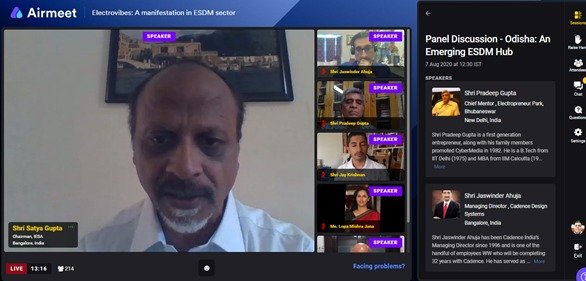 Airmeet
Electrovibes: A manifestation in ESDM sector
SPEAKER
Shri Satya Gupta
Chairman, IESA
Bangalore, India
SPEAKER
Shri Jaswinder Ahuja
SPEAKER
Shri Pradeep Gupta
SPEAKER
Shri Jay Krishnan
SPEAKER
Ms. Lopa Mishra Jana
SPEAKER
LIVE
13:16
214
Facing problems?
Panel Discussion - Odisha: An
Emerging ESDM Hub
7 Aug 2020 at 12:30 IST
SPEAKERS
Shri Pradeep Gupta
Chief Mentor , Electropreneur Park,
Bhubaneswar
New Delhi, India
Shri Pradeep Gupta is a first generation
entrepreneur, along with his family members
promoted CyberMedia in 1982. He is a B.Tech from
IIT Delhi (1975) and MBA from IIM Calcutta (19...
More
Shri Jaswinder Ahuja
Managing Director , Cadence Design
Systems
Bangalore, India
Shri Jaswinder Ahuja has been Cadence India's
Managing Director since 1996 and is one of the
handful of employees WW who will be completing
32 years with Cadence. He has served as ...
More
Sessions
Raise Han
Attendees
Chat
Questions
Settings
Exit